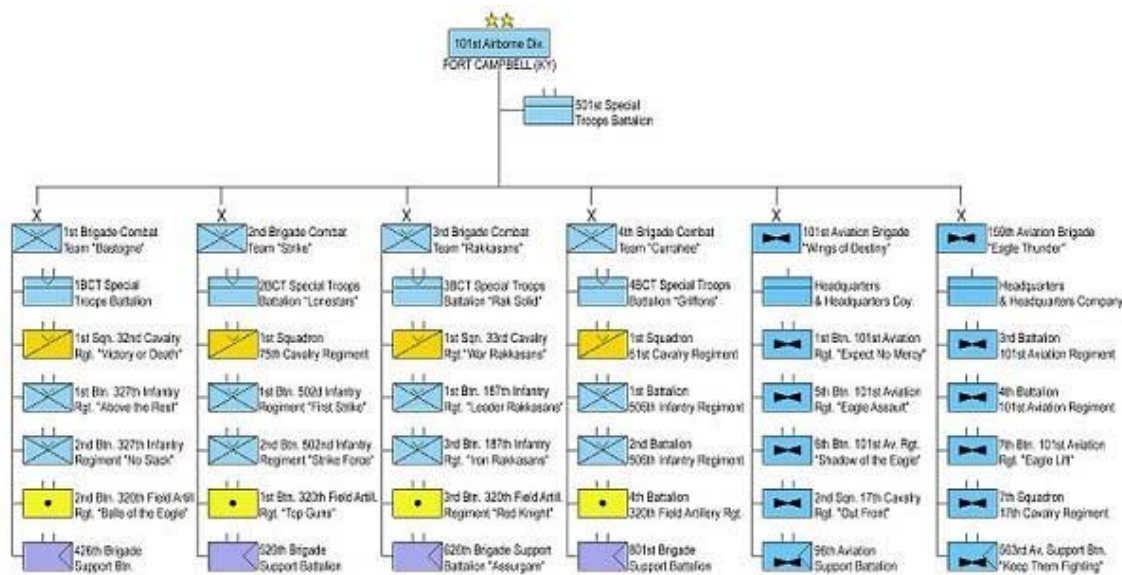 101st Airborne Div.
FORT CAMPBELL (KY)
501st Special
Troops Battalion
1st Brigade Combat
Team "Bastogne"
1BCT Special
Troops Battalion
1st Sqn. 32nd Cavalry
Rgt. "Victory or Death"
1st Btn. 327th Infantry
Rgt. "Above the Rest"
2nd Btn. 327th Infantry
Regiment "No Slack"
2nd Btn. 320th Field Artill.
Rgt. "Balls of the Eagle"
426th Brigade
Support Btn.
2nd Brigade Combat
Team "Strike"
2BCT Special Troops
Battalion "Lonestars"
1st Squadron
75th Cavalry Regiment
1st Btn. 502d Infantry
Regiment "First Strike"
2nd Btn. 502nd Infantry
Regiment "Strike Force"
1st Btn. 320th Field Artill.
Rgt. "Top Guns"
526th Brigade
Support Battalion
3rd Brigade Combat
Team "Rakkasans"
3BCT Special Troops
Battalion "Rak Solid"
1st Sqn. 33rd Cavalry
Rgt. "War Rakkasans"
1st Btn. 187th Infantry
Rgt. "Leader Rakkasans"
3rd Btn. 187th Infantry
Rgt. "Iron Rakkasans"
3rd Btn. 320th Field Artill.
Regiment "Red Knight"
626th Brigade Support
Battalion "Assurgam"
4th Brigade Combat
Team "Currahee"
4BCT Special Troops
Battalion "Griffons"
1st Squadron
61st Cavalry Regiment
1st Battalion
506th Infantry Regiment
2nd Battalion
506th Infantry Regiment
4th Battalion
320th Field Artillery Rgt.
801st Brigade
Support Battalion
101st Aviation Brigade
"Wings of Destiny"
Headquarters
& Headquarters Coy.
1st Btn. 101st Aviation
Rgt. "Expect No Mercy"
5th Btn. 101st Aviation
Rgt. "Eagle Assault"
6th Btn. 101st Av. Rgt.
"Shadow of the Eagle"
2nd Sqn. 17th Cavalry
Rgt. "Out Front"
96th Aviation
Support Battalion
159th Aviation Brigade
"Eagle Thunder"
Headquarters
& Headquarters Company
3rd Battalion
101st Aviation Regiment
4th Battalion
101st Aviation Regiment
7th Btn. 101st Aviation
Rgt. "Eagle Lift"
7th Squadron
17th Cavalry Regiment
563rd Av. Support Btn.
"Keep Them Fighting"